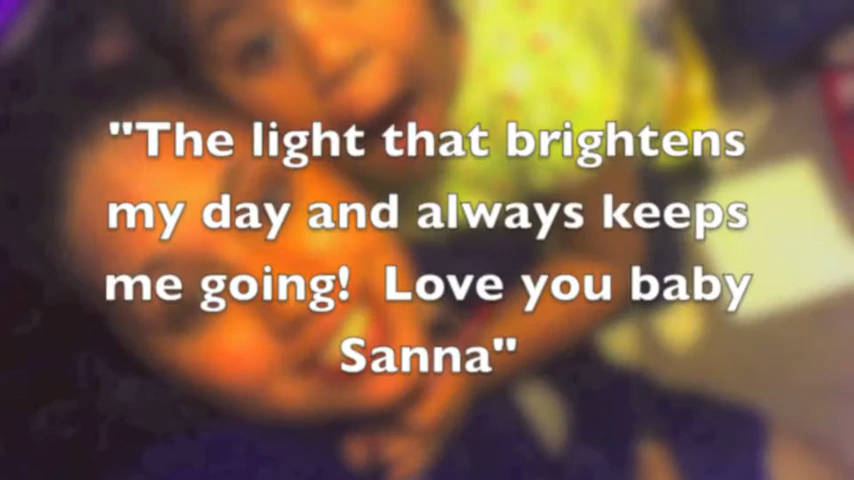 "The light that brightens
my day and always keeps
me going!  Love you baby
Sanna"